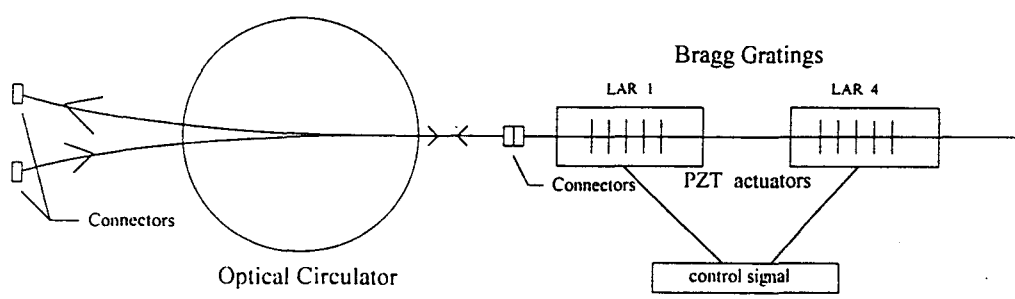 Bragg Gratings
LAR 1
LAR 4
Connectors
PZT actuators
Connectors
Optical Circulator
control signal